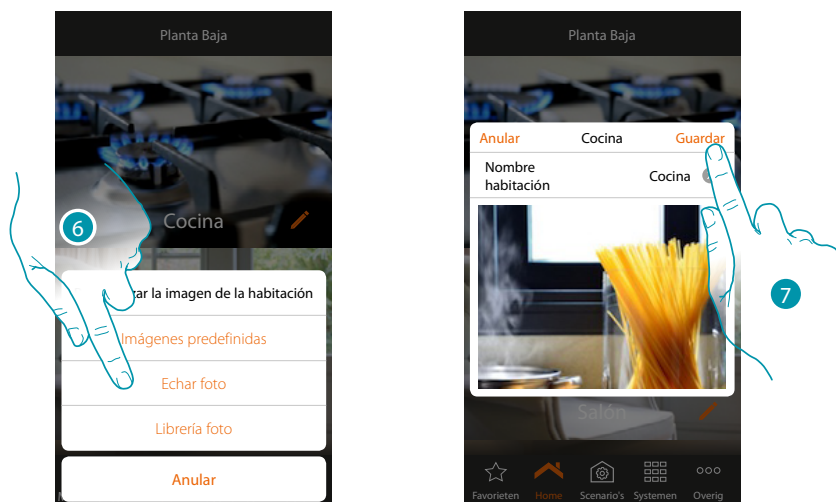 Planta Baja
Cocina
6
ar la imagen de la habitación
Imágenes predefinidas
Echar foto
Librería foto
Anular
Planta Baja
Anular Cocina Guardar
Nombre
habitación
Cocina
7
Salón
Favorieten Home Scenario's Systemen Overig